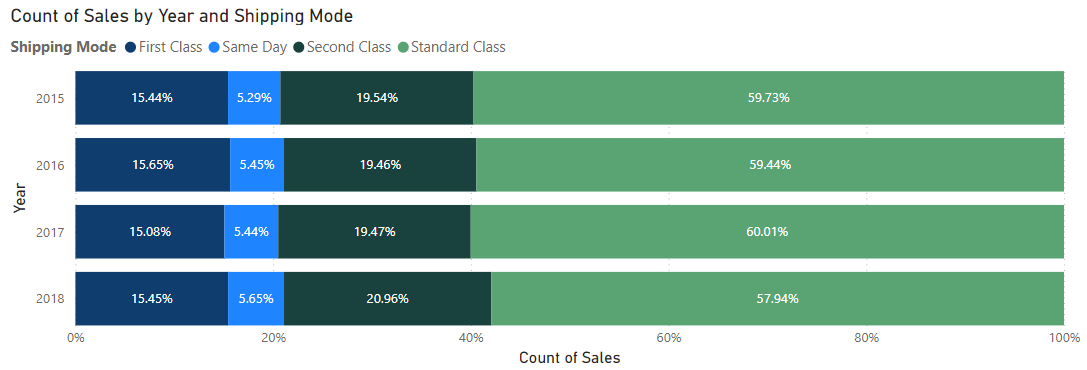 Count of Sales by Year and Shipping Mode
Shipping Mode First Class Same Day Second Class Standard Class
2015 15.44% 5.29% 19.54% 59.73%
2016 15.65% 5.45% 19.46% 59.44%
Year
2017 15.08% 5.44% 19.47% 60.01%
2018 15.45% 5.65% 20.96% 57.94%
0% 20% 40% 60% 80% 100%
Count of Sales